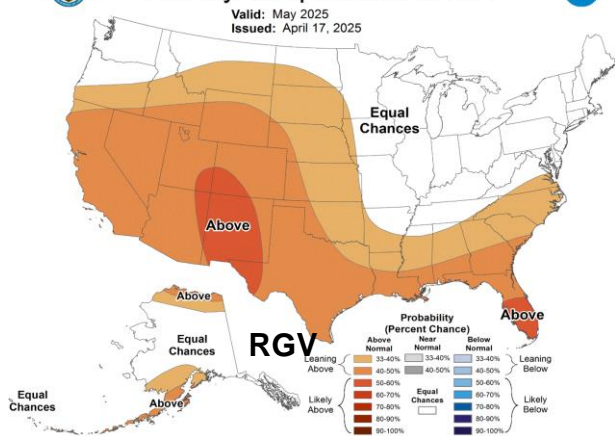 Valid: May 2025
Issued: April 17, 2025
Equal
Chances
Above
Above
Above
Equal
Chances
RGV
Equal
Chances
Above
Probability
(Percent Chance)
Above
Normal
Near
Normal
Below
Normal
Leaning
Above
33-40%
33-40%
33-40%
Leaning
Below
40-50%
40-50%
40-50%
Likely
Above
50-60%
50-60%
Likely
Below
60-70%
Equal
Chances
60-70%
70-80%
70-80%
80-90%
80-90%
90-100%
90-100%